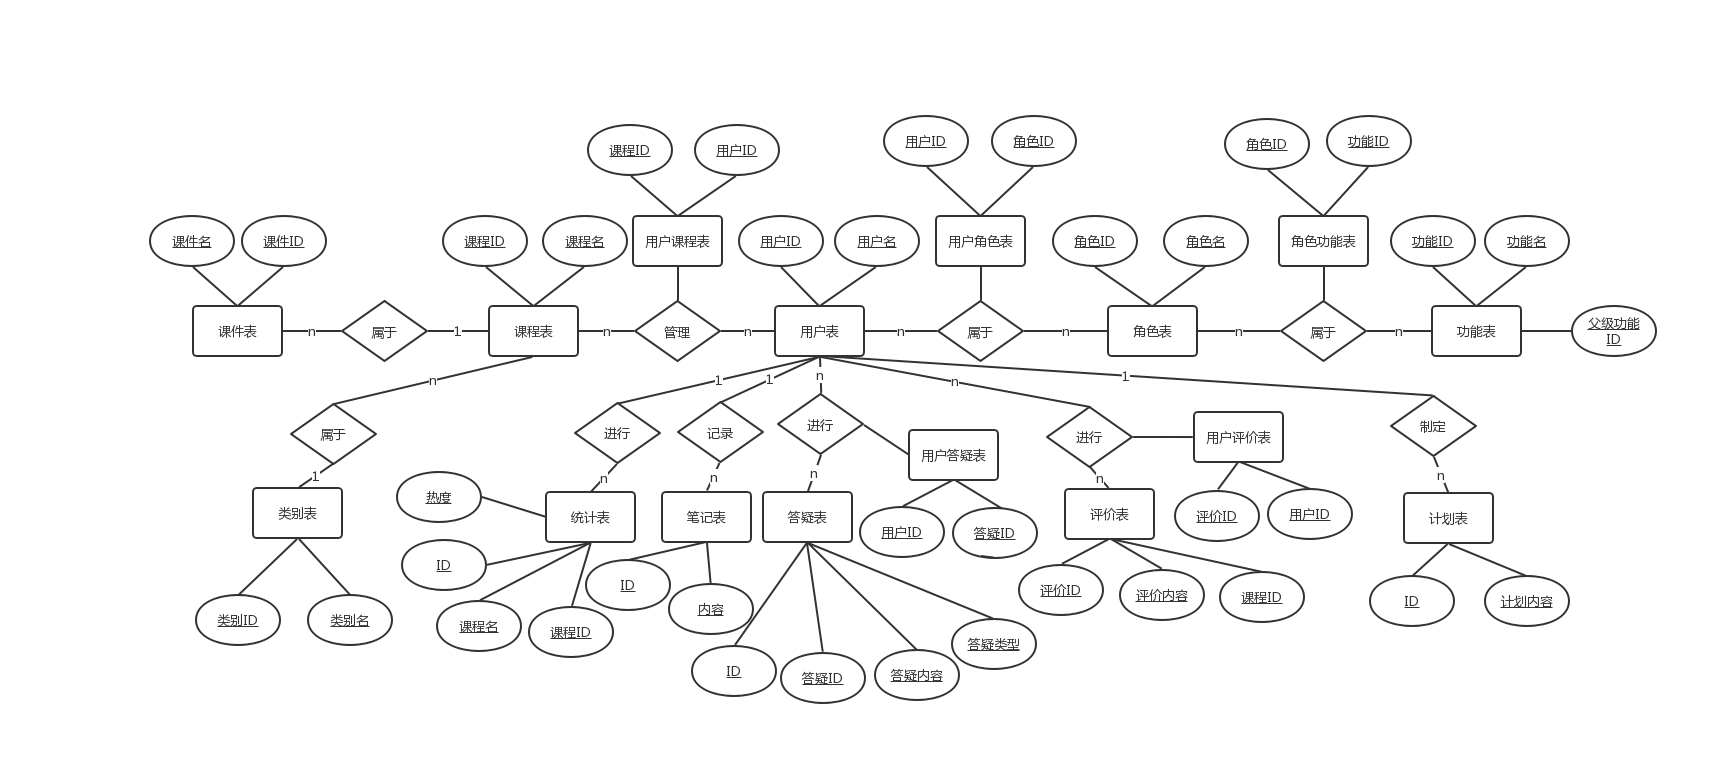 课程ID
用户ID
用户ID
角色ID
角色ID
功能ID
课件名
课件ID
课程ID
课程名
用户课程表
用户ID
用户名
用户角色表
角色ID
角色名
角色功能表
功能ID
功能名
课件表
n
属于
1
课程表
n
管理
n
用户表
n
属于
n
角色表
n
属于
n
功能表
父级功能
ID
n
1
1
n
n
1
属于
进行
记录
进行
进行
用户评价表
制定
用户答疑表
1
n
n
n
n
n
热度
类别表
统计表
笔记表
答疑表
用户ID
答疑ID
评价表
评价ID
用户ID
计划表
ID
ID
内容
评价ID
评价内容
课程ID
ID
计划内容
类别ID
类别名
课程名
课程ID
答疑类型
ID
答疑ID
答疑内容